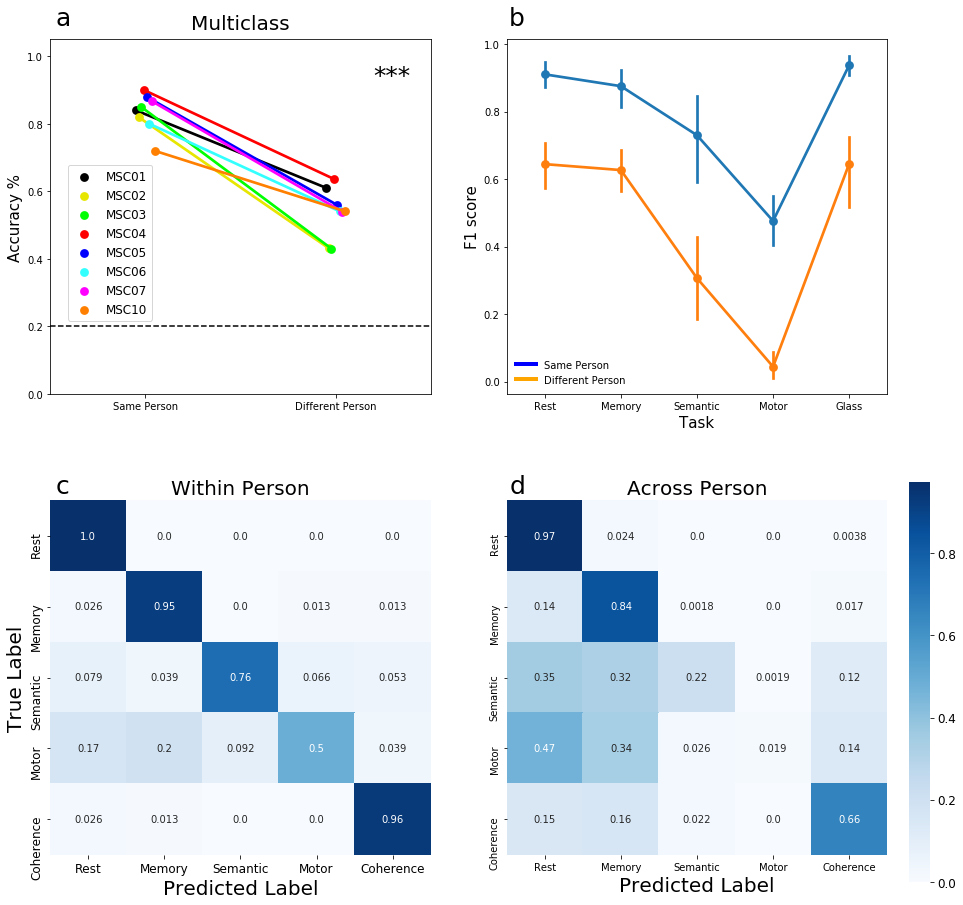 a
Multiclass
***
1.0
0.8
0.6
0.4
0.2
0.0
Accuracy %
MSC01
MSC02
MSC03
MSC04
MSC05
MSC06
MSC07
MSC10
Same Person
Different Person
b
1.0
0.8
0.6
0.4
0.2
0.0
F1 score
Same Person
Different Person
Rest Memory Semantic Motor Glass
Task
c
Within Person
True Label
Rest 1.0 0.0 0.0 0.0 0.0
Memory 0.026 0.95 0.0 0.013 0.013
Semantic 0.079 0.039 0.76 0.066 0.053
Motor 0.17 0.2 0.092 0.5 0.039
Coherence 0.026 0.013 0.0 0.0 0.96
Rest Memory Semantic Motor Coherence
Predicted Label
d
Across Person
Rest 0.97 0.024 0.0 0.0 0.0038
Memory 0.14 0.84 0.0018 0.0 0.017
Semantic 0.35 0.32 0.22 0.0019 0.12
Motor 0.47 0.34 0.026 0.019 0.14
Coherence 0.15 0.16 0.022 0.0 0.66
Rest Memory Semantic Motor Coherence
Predicted Label
0.8
0.6
0.4
0.2
0.0